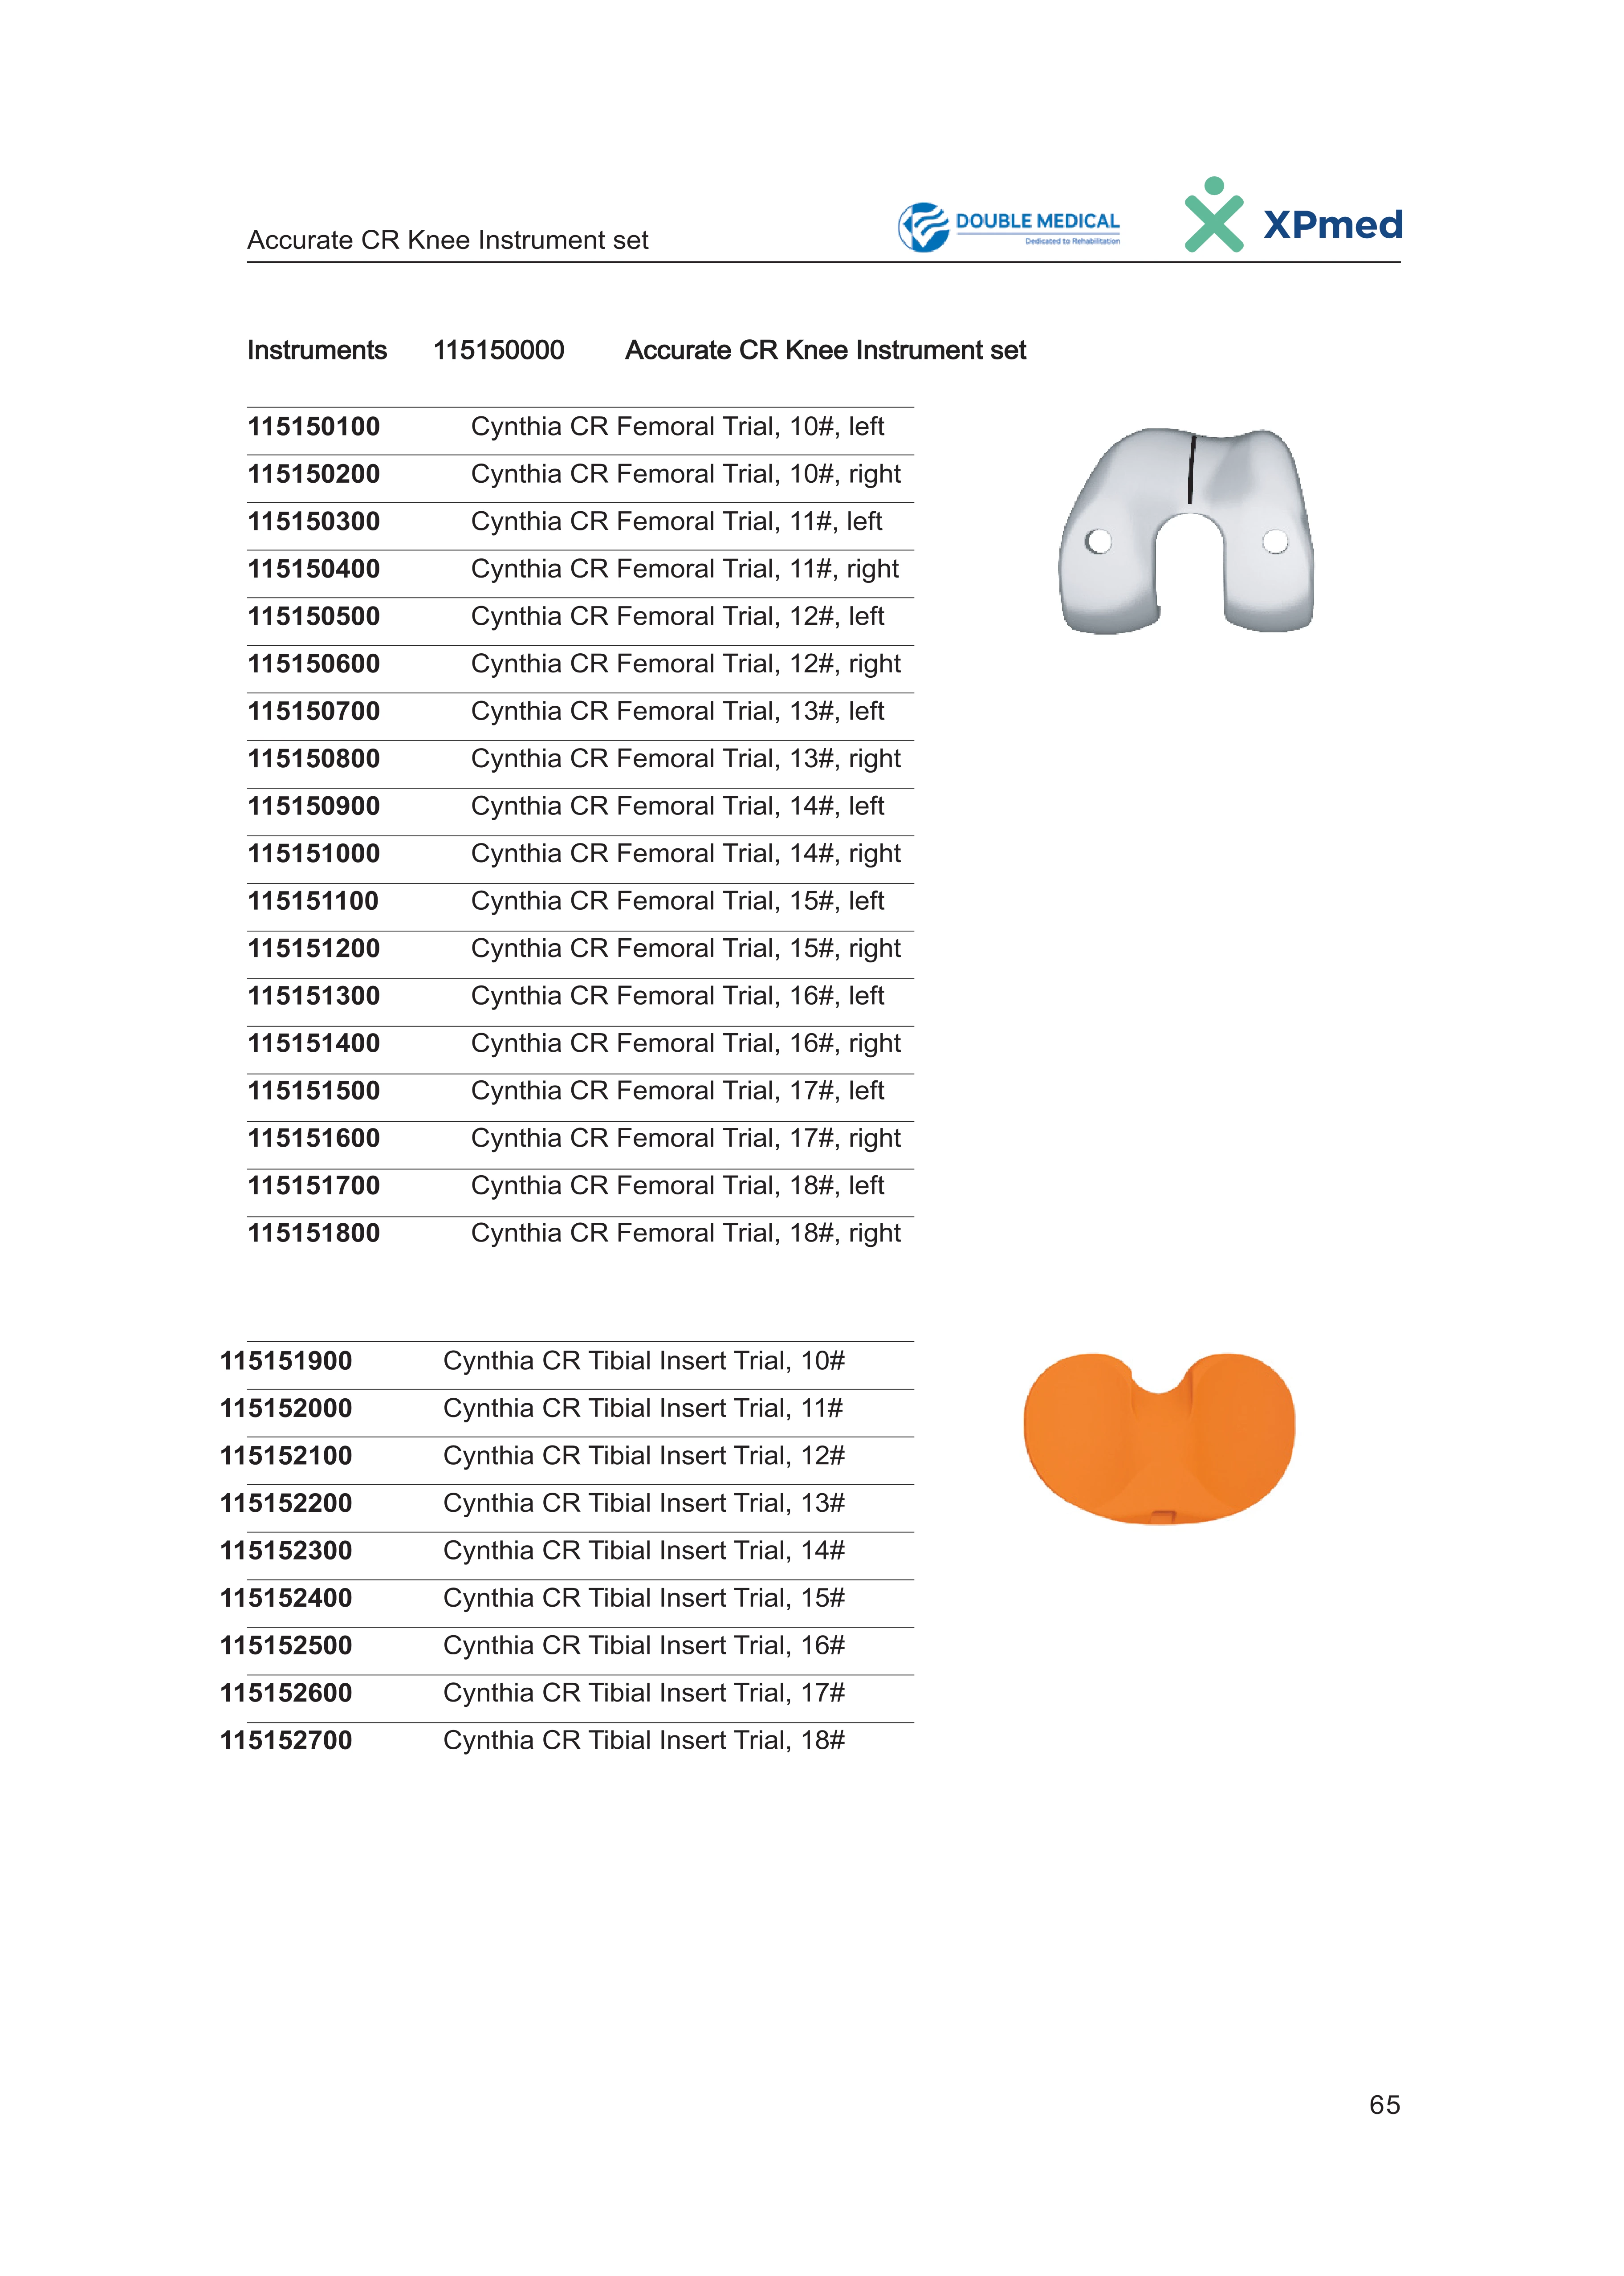 Accurate CR Knee Instrument set
DOUBLE MEDICAL
Dedicated to Rehabilitation
XPmed
Instruments 115150000 Accurate CR Knee Instrument set
115150100 Cynthia CR Femoral Trial, 10#, left
115150200 Cynthia CR Femoral Trial, 10#, right
115150300 Cynthia CR Femoral Trial, 11#, left
115150400 Cynthia CR Femoral Trial, 11#, right
115150500 Cynthia CR Femoral Trial, 12#, left
115150600 Cynthia CR Femoral Trial, 12#, right
115150700 Cynthia CR Femoral Trial, 13#, left
115150800 Cynthia CR Femoral Trial, 13#, right
115150900 Cynthia CR Femoral Trial, 14#, left
115151000 Cynthia CR Femoral Trial, 14#, right
115151100 Cynthia CR Femoral Trial, 15#, left
115151200 Cynthia CR Femoral Trial, 15#, right
115151300 Cynthia CR Femoral Trial, 16#, left
115151400 Cynthia CR Femoral Trial, 16#, right
115151500 Cynthia CR Femoral Trial, 17#, left
115151600 Cynthia CR Femoral Trial, 17#, right
115151700 Cynthia CR Femoral Trial, 18#, left
115151800 Cynthia CR Femoral Trial, 18#, right
115151900 Cynthia CR Tibial Insert Trial, 10#
115152000 Cynthia CR Tibial Insert Trial, 11#
115152100 Cynthia CR Tibial Insert Trial, 12#
115152200 Cynthia CR Tibial Insert Trial, 13#
115152300 Cynthia CR Tibial Insert Trial, 14#
115152400 Cynthia CR Tibial Insert Trial, 15#
115152500 Cynthia CR Tibial Insert Trial, 16#
115152600 Cynthia CR Tibial Insert Trial, 17#
115152700 Cynthia CR Tibial Insert Trial, 18#
65